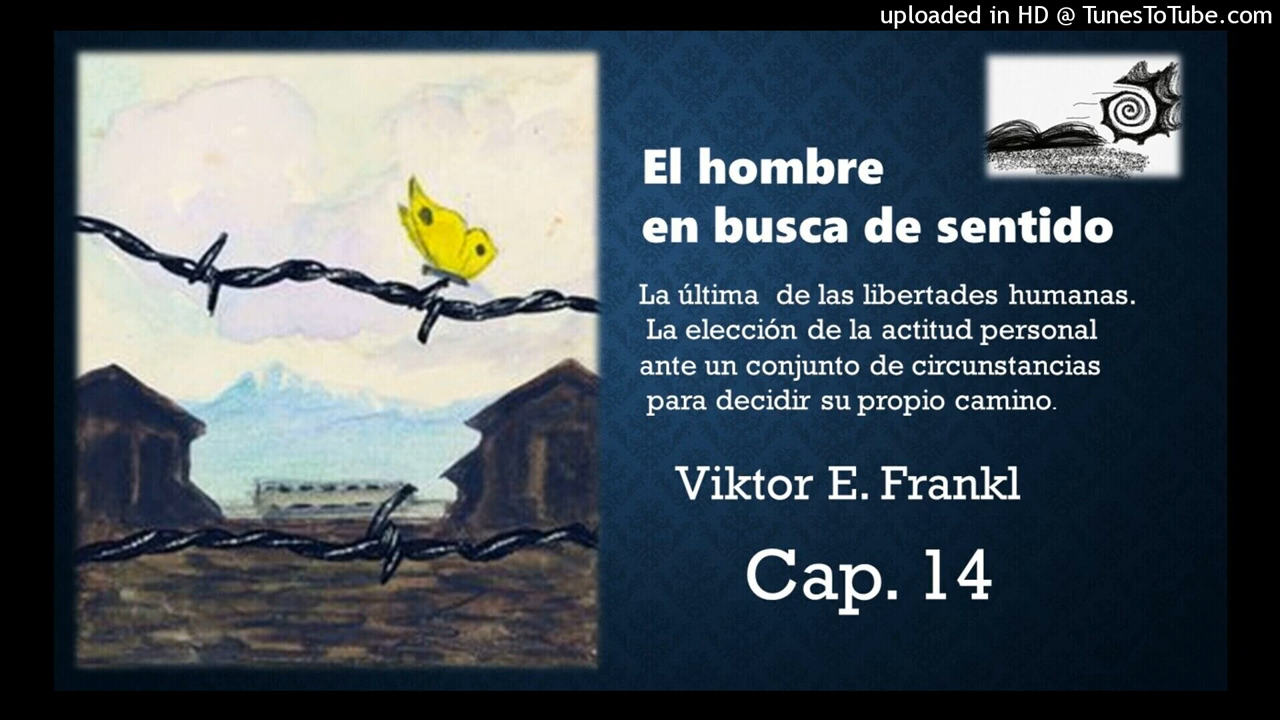 uploaded in HD @ TunesToTube.com
El hombre
en busca de sentido
La última de las libertades humanas.
La elección de la actitud personal
ante un conjunto de circunstancias
para decidir su propio camino.
Viktor E. Frankl
Cap. 14